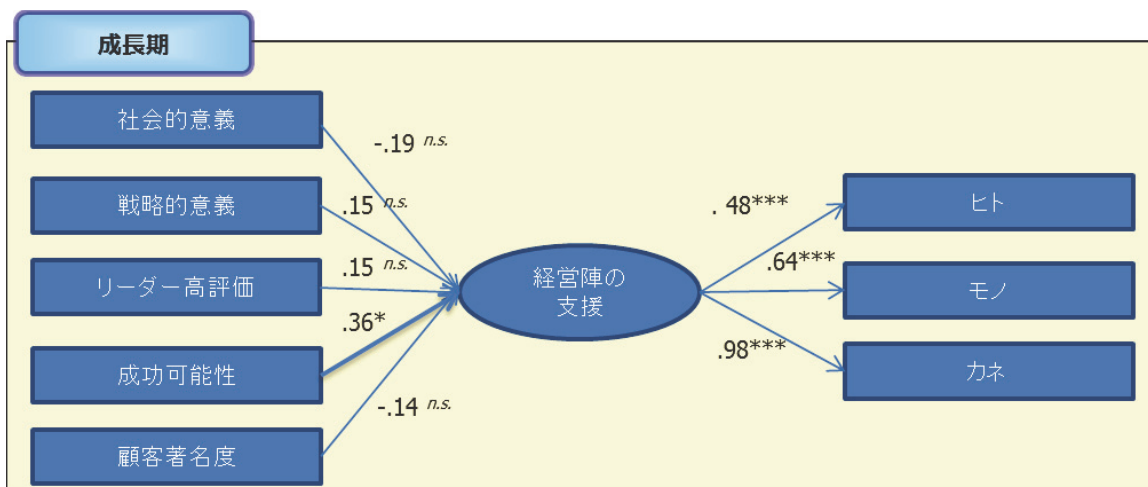 成長期
社会的意義
-.19 n.s.
戦略的意義
.15 n.s.
リーダー高評価
.15 n.s.
成功可能性
.36*
顧客著名度
-.14 n.s.
経営陣の
支援
. 48***
ヒト
.64***
モノ
.98***
カネ